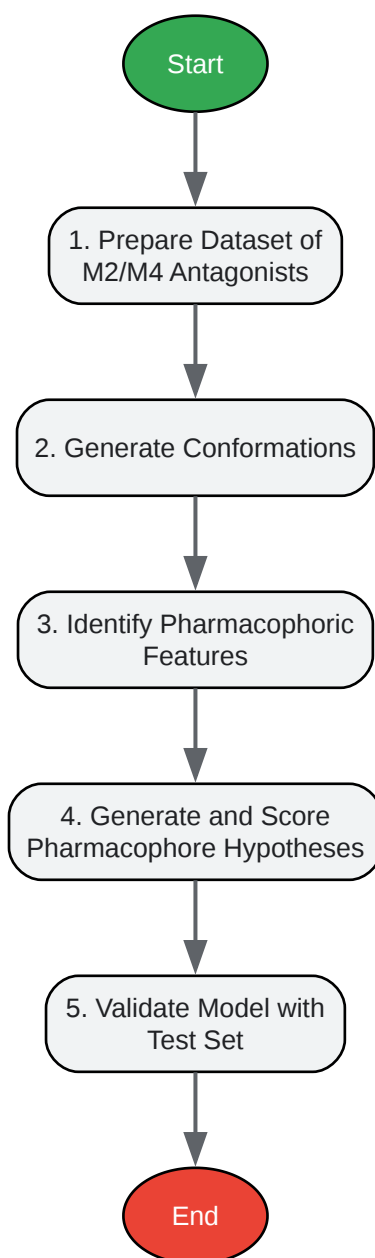 Start
1. Prepare Dataset of
M2/M4 Antagonists
2. Generate Conformations
3. Identify Pharmacophoric
Features
4. Generate and Score
Pharmacophore Hypotheses
5. Validate Model with
Test Set
End